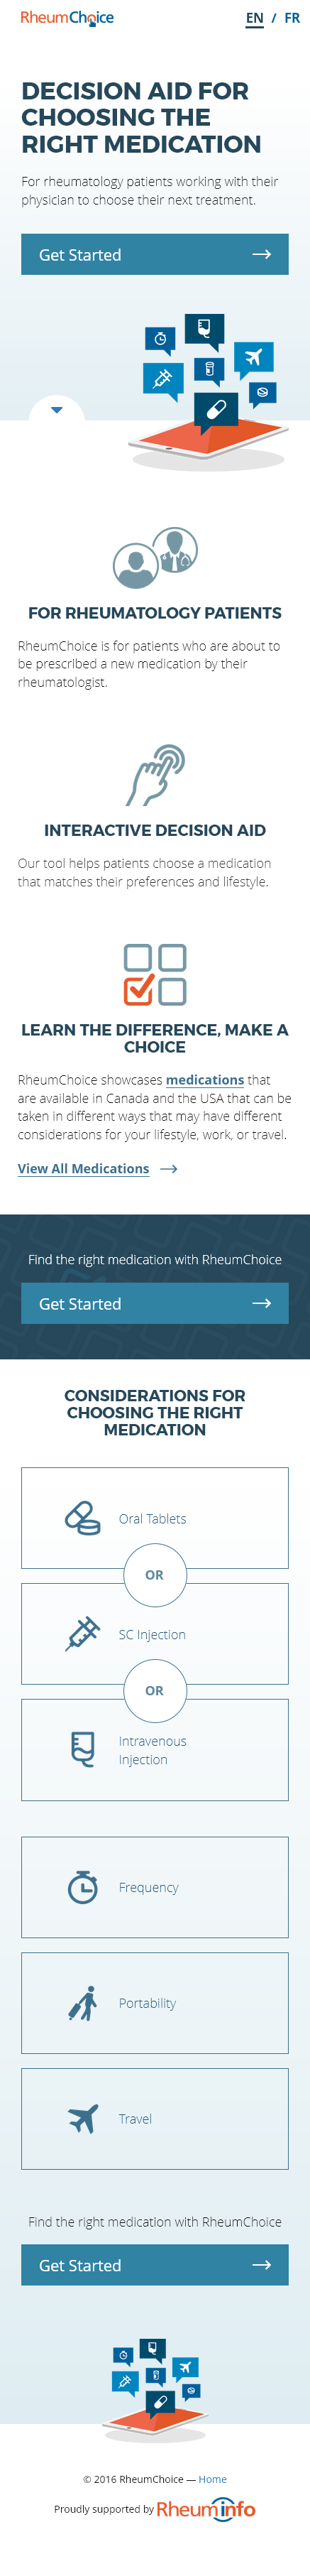 RheumChoice
EN / FR
DECISION AID FOR
CHOOSING THE
RIGHT MEDICATION
For rheumatology patients working with their
physician to choose their next treatment.
Get Started
FOR RHEUMATOLOGY PATIENTS
RheumChoice is for patients who are about to
be prescribed a new medication by their
rheumatologist.
INTERACTIVE DECISION AID
Our tool helps patients choose a medication
that matches their preferences and lifestyle.
LEARN THE DIFFERENCE, MAKE A
CHOICE
RheumChoice showcases medications that
are available in Canada and the USA that can be
taken in different ways that may have different
considerations for your lifestyle, work, or travel.
View All Medications
Find the right medication with RheumChoice
Get Started
CONSIDERATIONS FOR
CHOOSING THE RIGHT
MEDICATION
Oral Tablets
OR
SC Injection
OR
Intravenous
Injection
Frequency
Portability
Travel
Find the right medication with RheumChoice
Get Started
© 2016 RheumChoice — Home
Proudly supported by RheumInfo